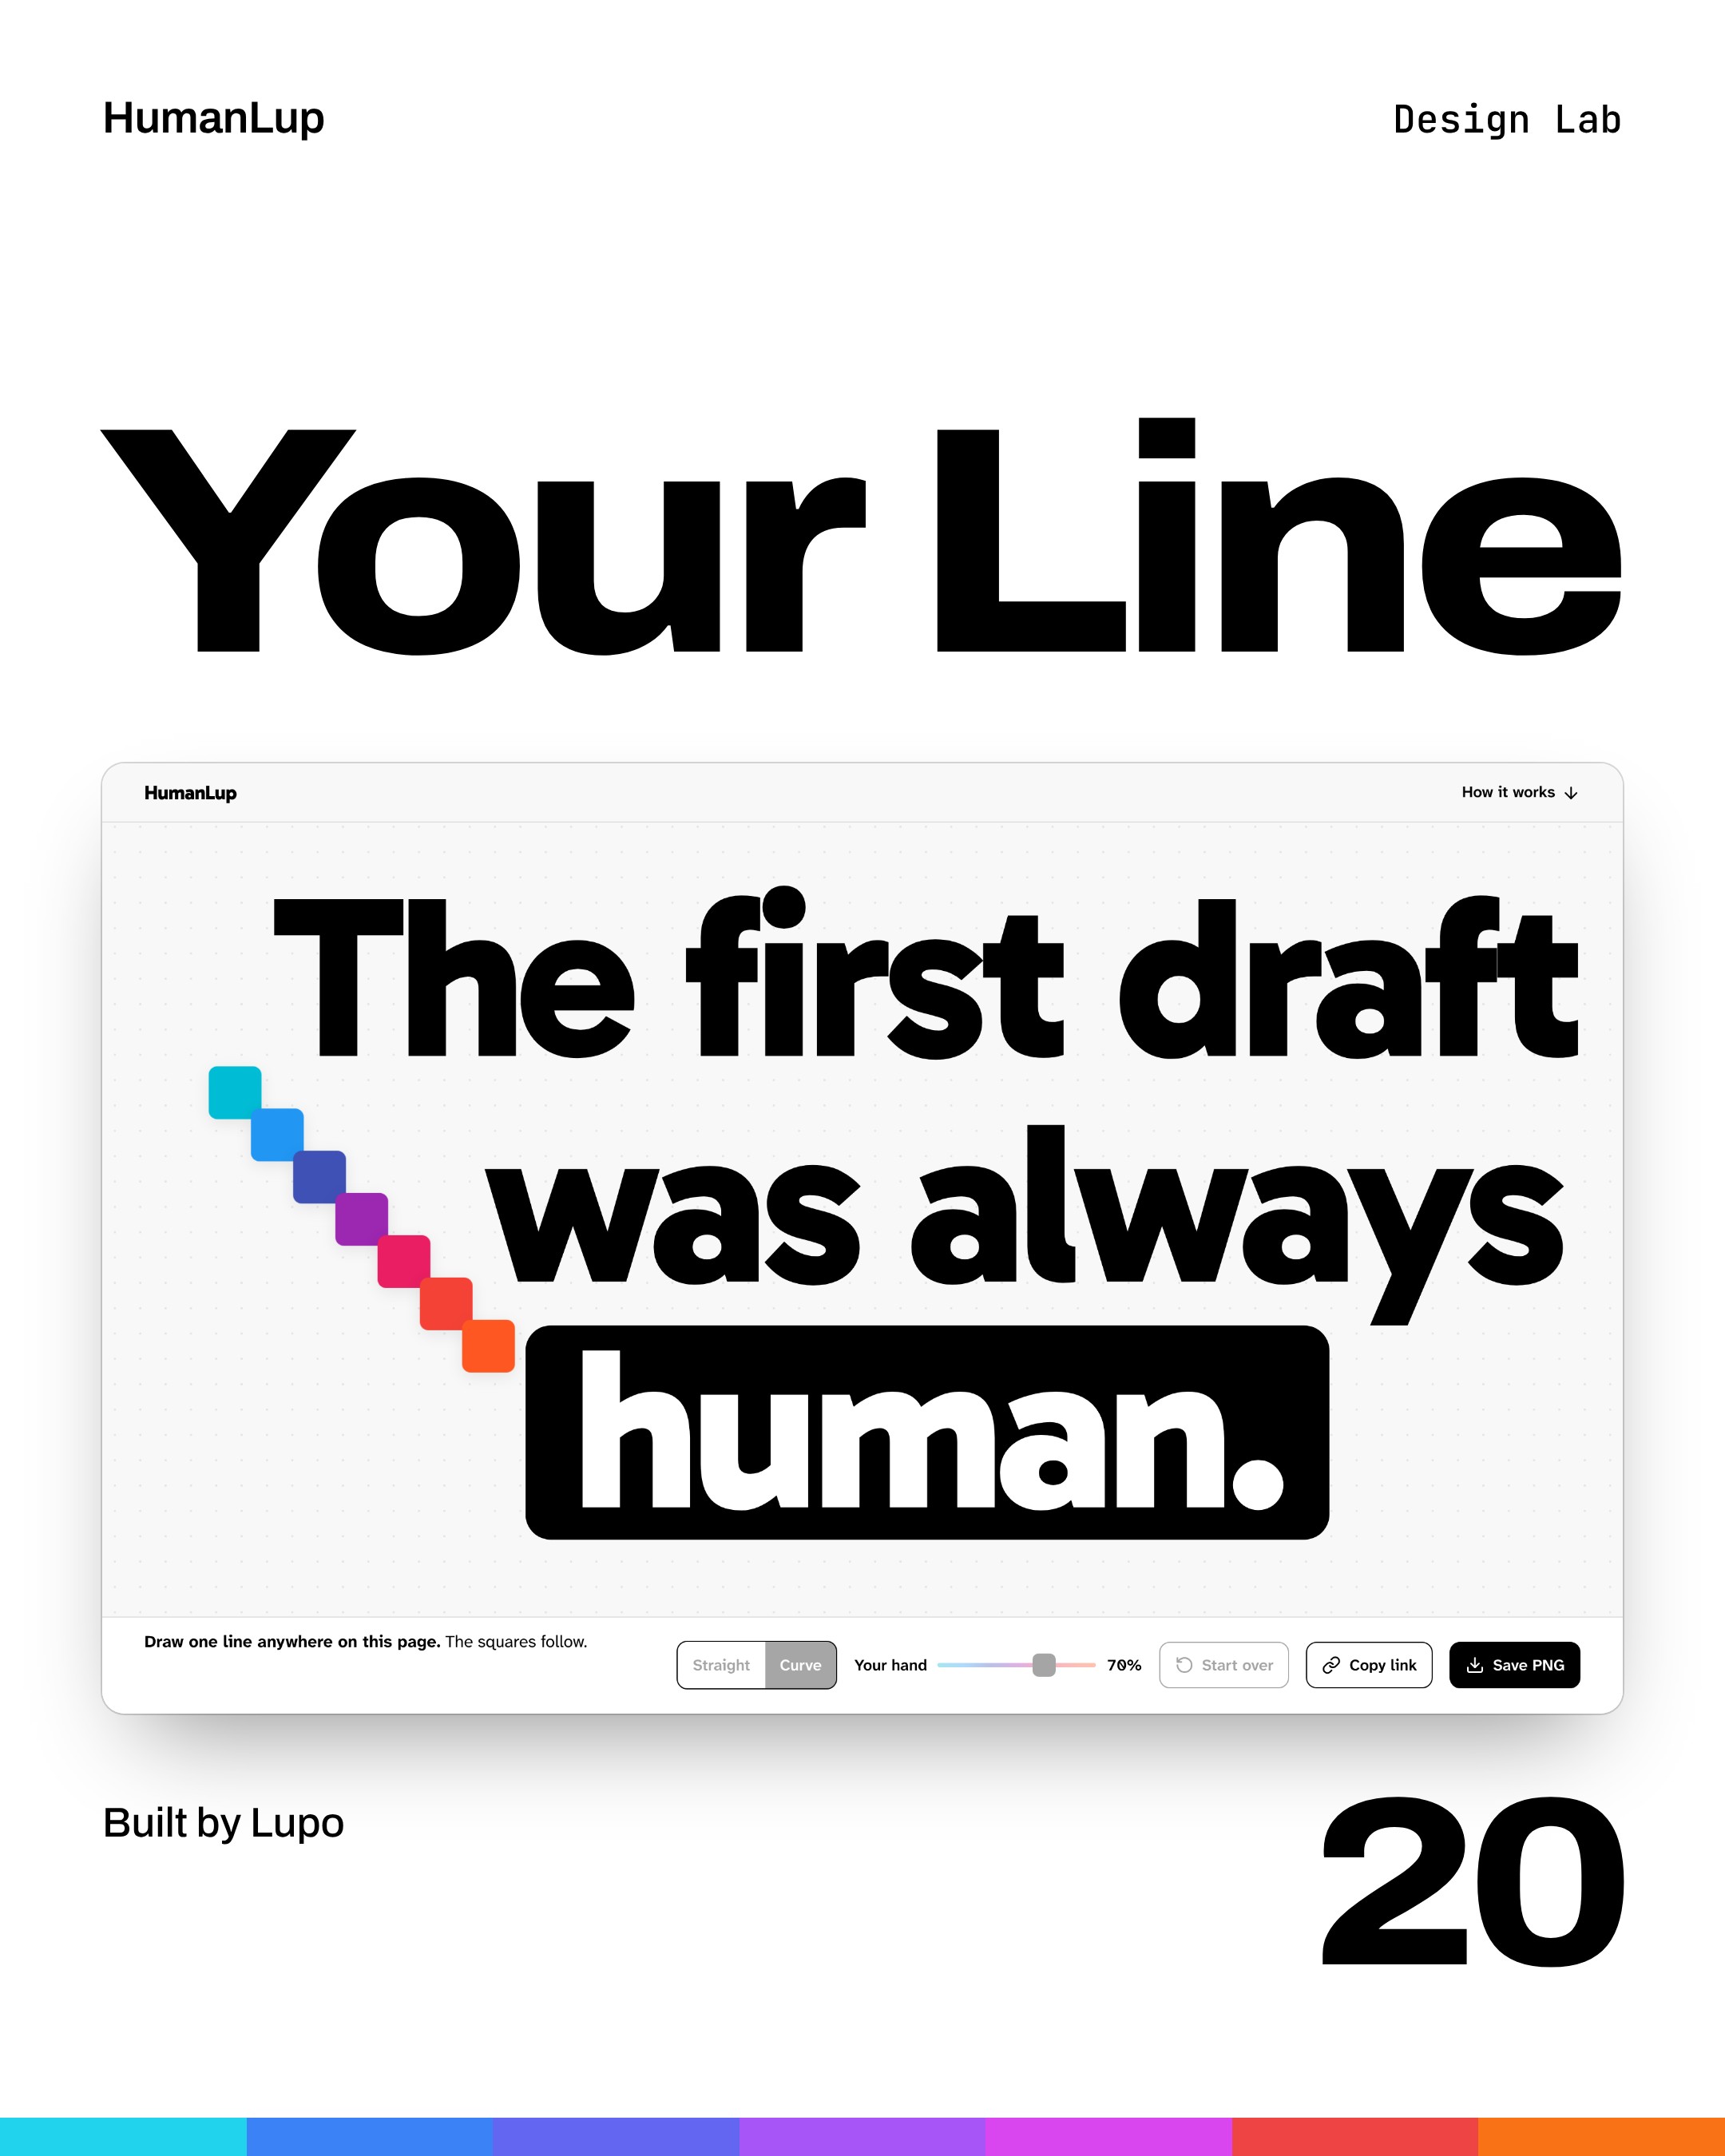 HumanLup
Design Lab
Your Line
HumanLup
How it works
The first draft
was always
human.
Draw one line anywhere on this page. The squares follow.
Straight
Curve
Your hand
70%
Start over
Copy link
Save PNG
Built by Lupo
20